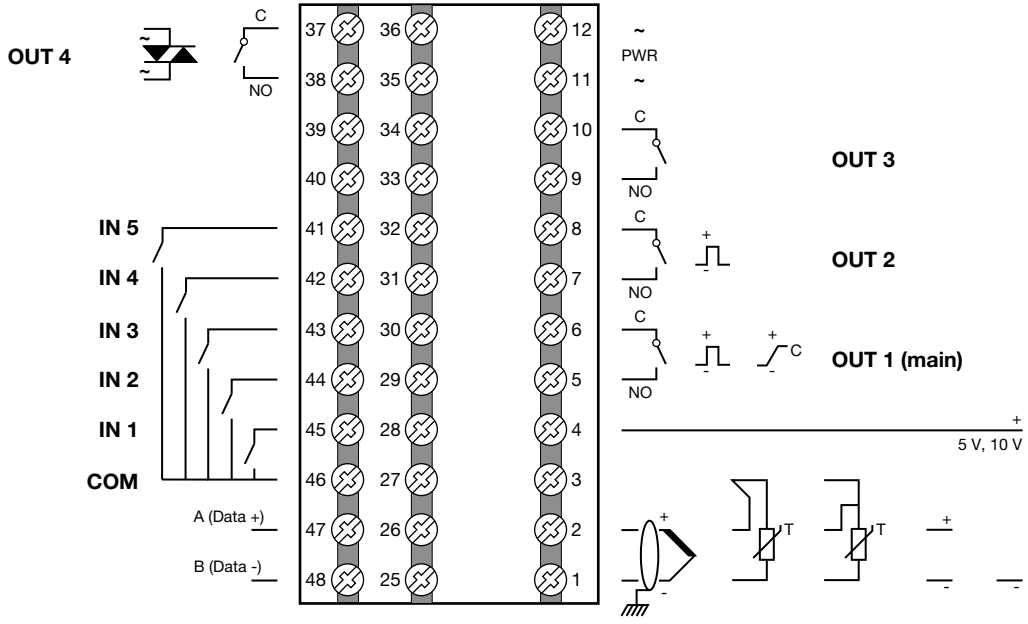 C 37 36 12 ~
OUT 4 ~ PWR
~ NO 38 35 11 ~
39 34 10 C
OUT 3
40 33 9 NO
IN 5 41 32 8 C
+ OUT 2
-
IN 4 42 31 7 NO
IN 3 43 30 6 C
+ + C OUT 1 (main)
- -
IN 2 44 29 5 NO
IN 1 45 28 4 +
5 V, 10 V
COM 46 27 3
A (Data +) 47 26 2 + T T +
B (Data -) 48 25 1 - - -